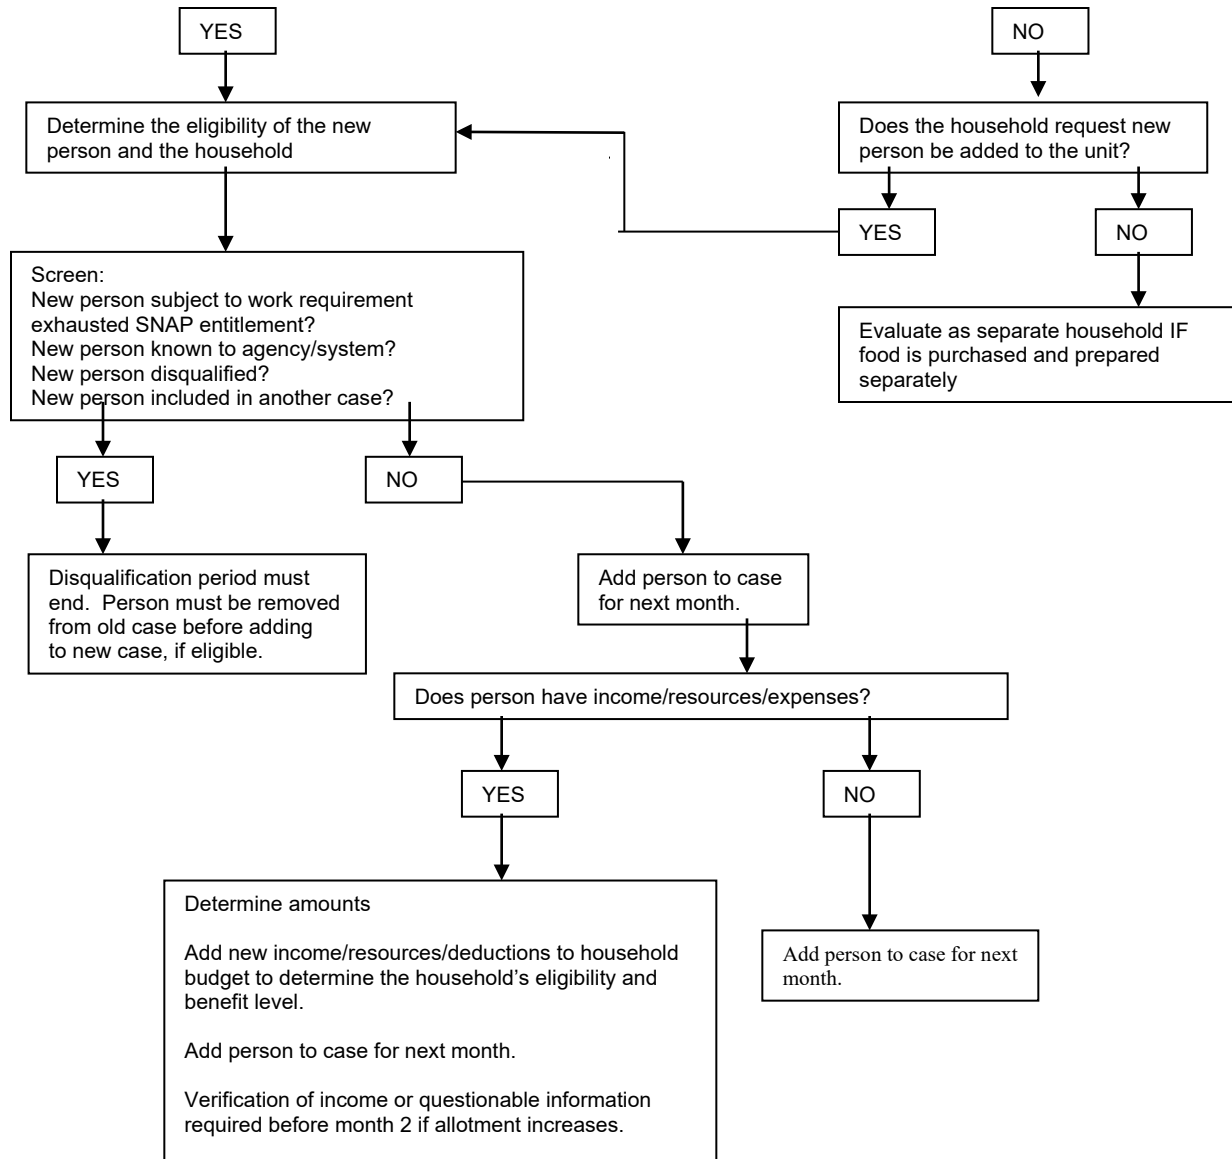 YES
NO
Determine the eligibility of the new
person and the household
Does the household request new
person be added to the unit?
YES
NO
Screen:
New person subject to work requirement
exhausted SNAP entitlement?
New person known to agency/system?
New person disqualified?
New person included in another case?
Evaluate as separate household IF
food is purchased and prepared
separately
YES
NO
Disqualification period must
end.  Person must be removed
from old case before adding
to new case, if eligible.
Add person to case
for next month.
Does person have income/resources/expenses?
YES
NO
Determine amounts
Add new income/resources/deductions to household
budget to determine the household’s eligibility and
benefit level.
Add person to case for next month.
Verification of income or questionable information
required before month 2 if allotment increases.
Add person to case for next
month.